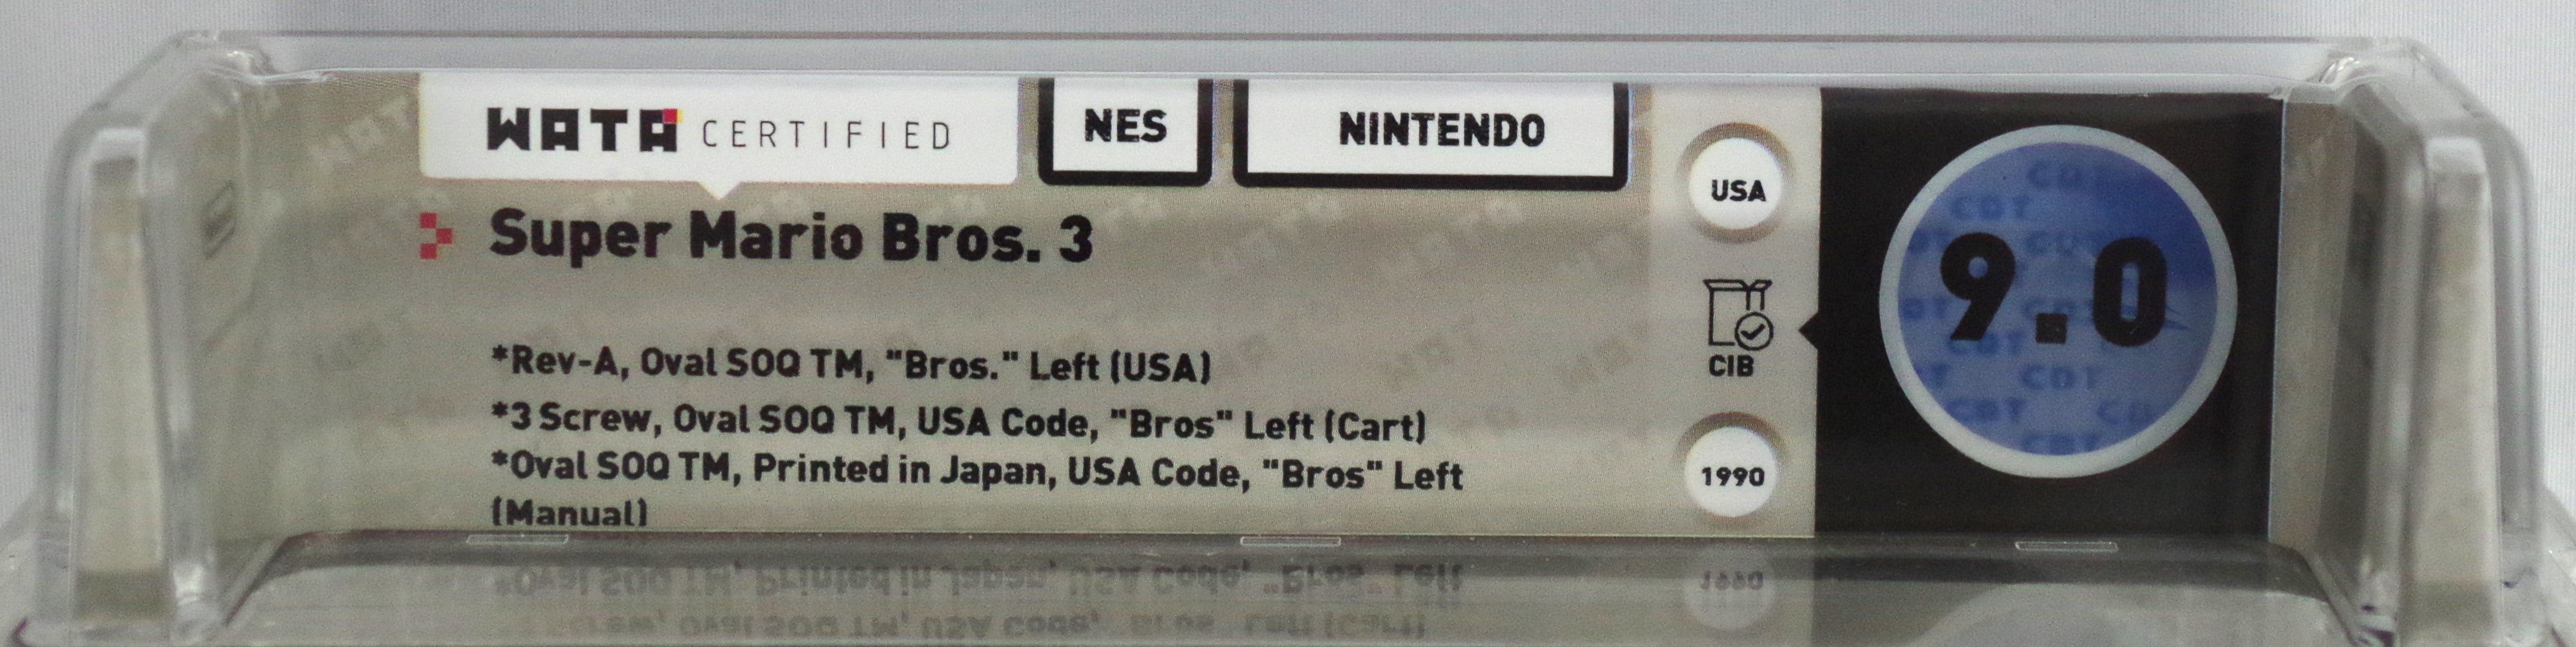 WATA CERTIFIED
NES
NINTENDO
Super Mario Bros. 3
*Rev-A, Oval SOQ TM, "Bros." Left (USA)
*3 Screw, Oval SOQ TM, USA Code, "Bros" Left (Cart)
*Oval SOQ TM, Printed in Japan, USA Code, "Bros" Left
(Manual)
USA
CIB
1990
9.0